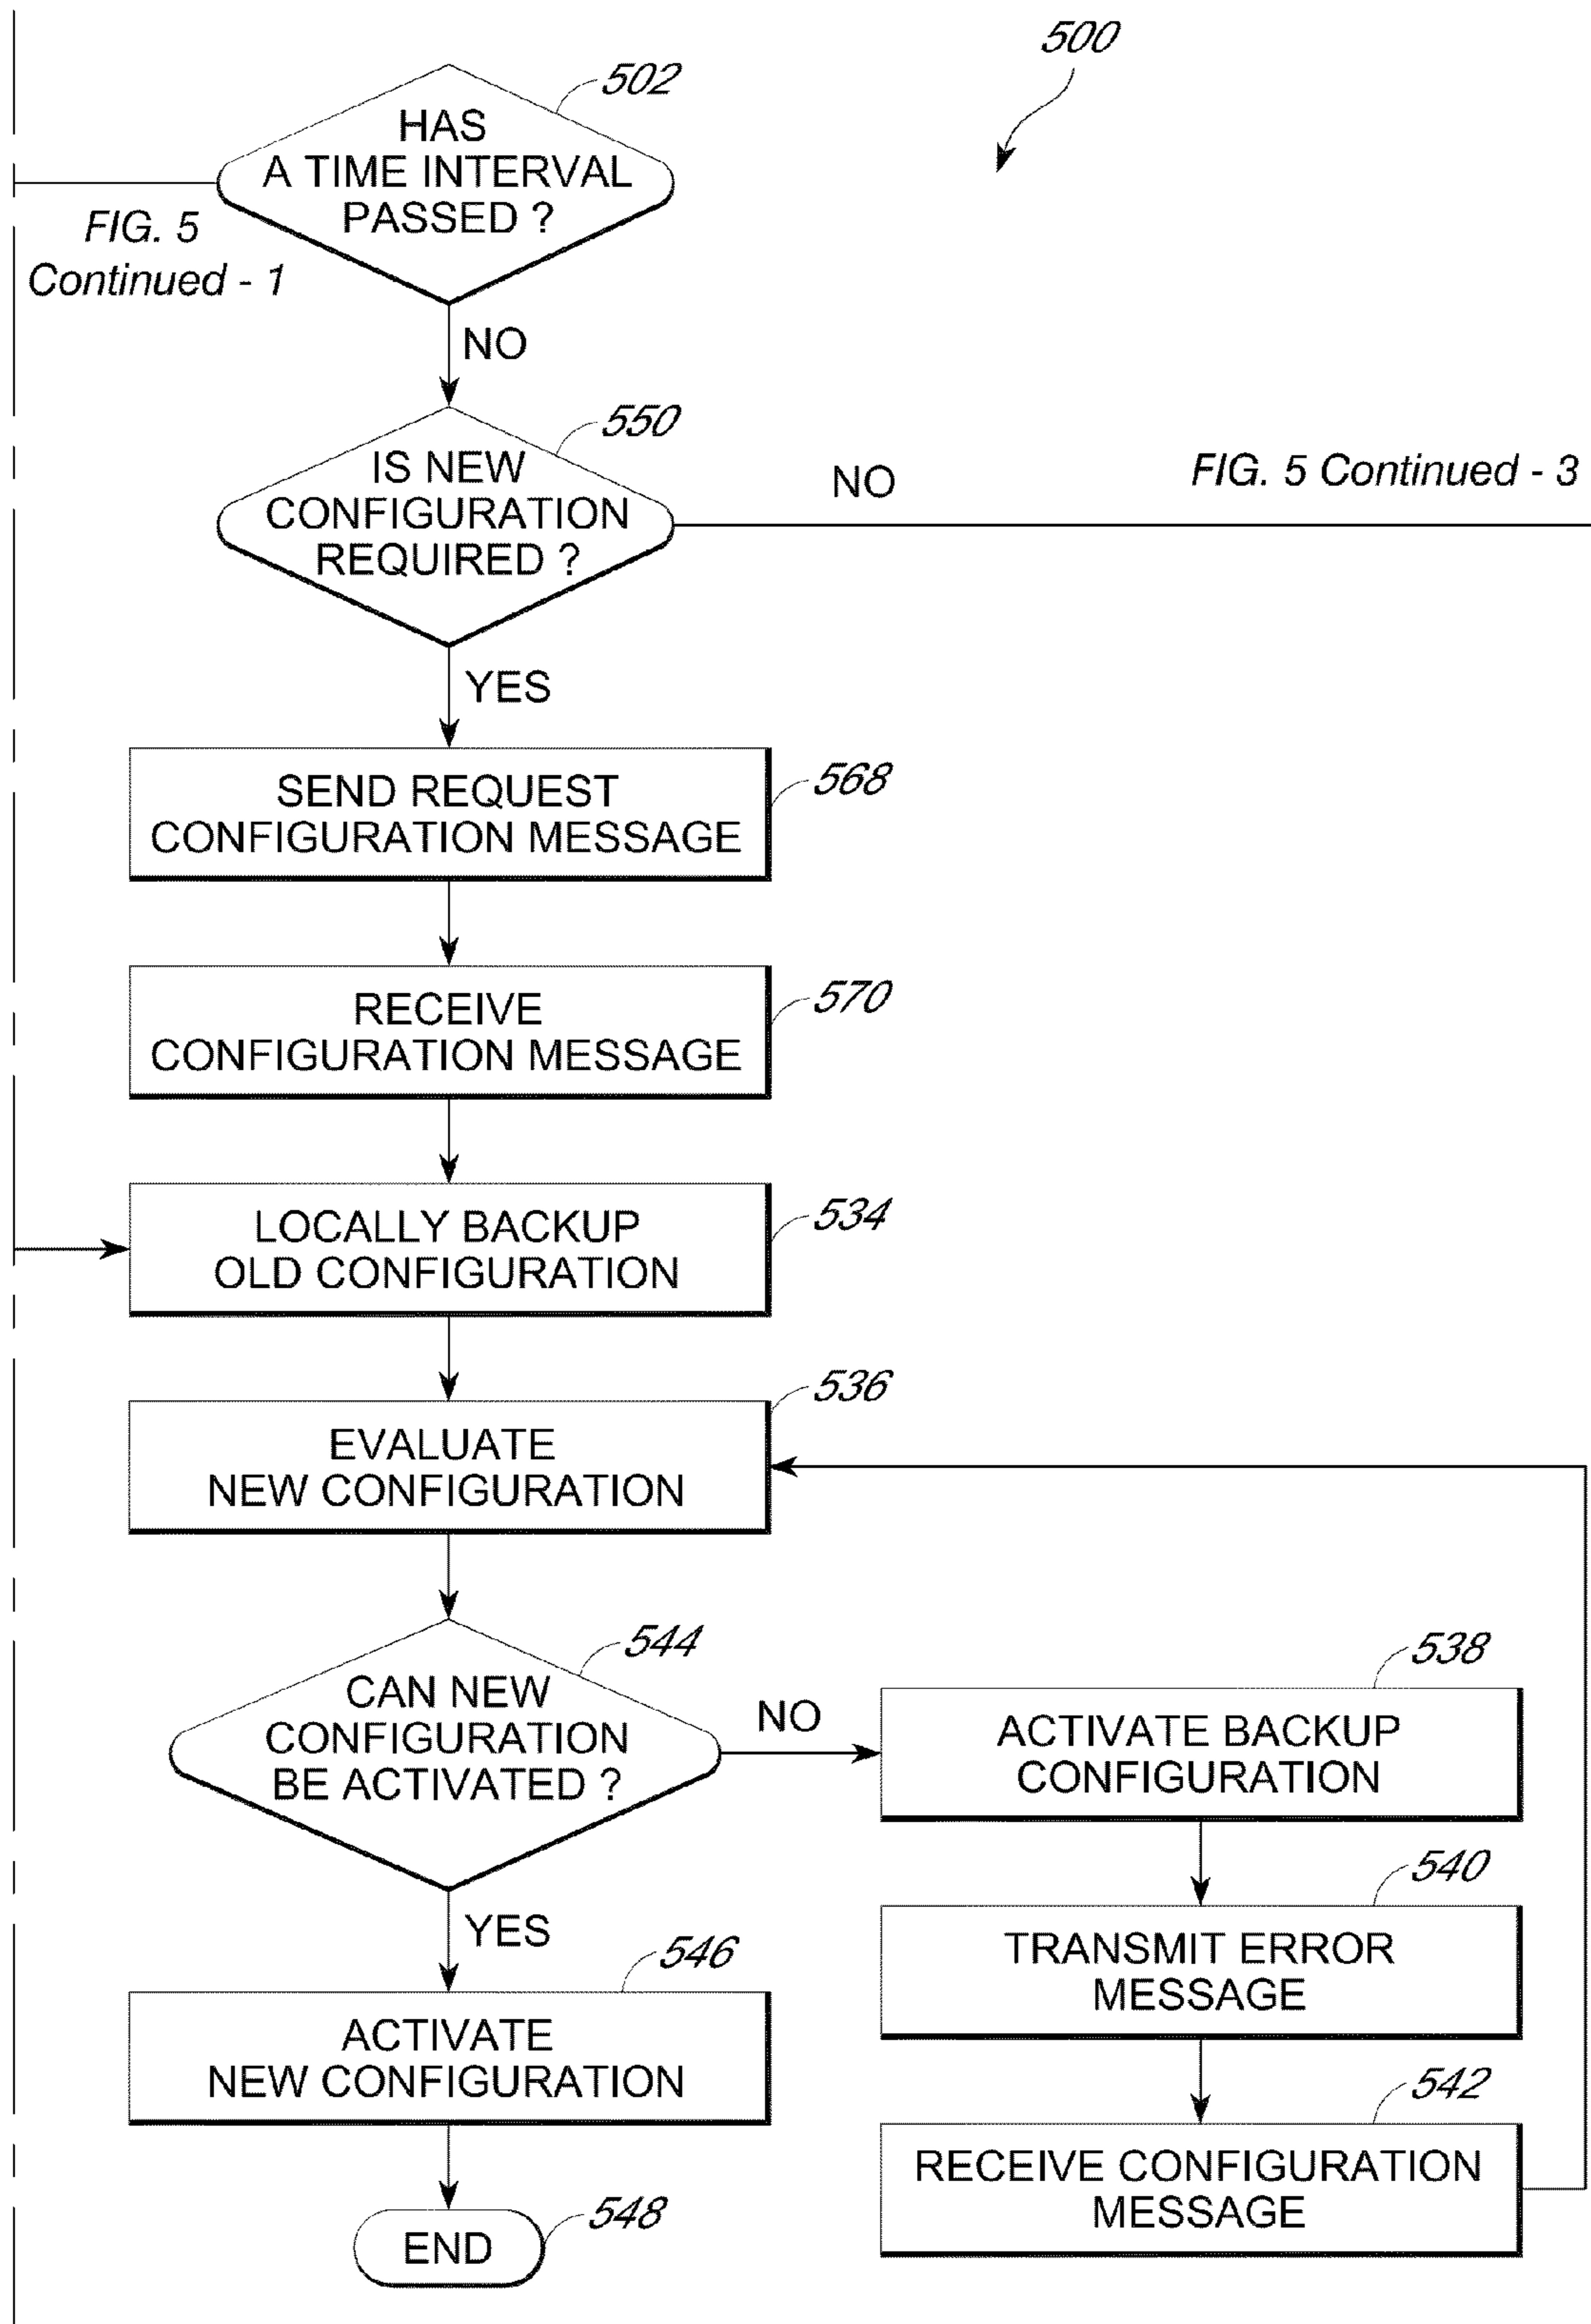 500
502
HAS
A TIME INTERVAL
PASSED ?
FIG. 5
Continued - 1
NO
550
IS NEW
CONFIGURATION
REQUIRED ?
NO
FIG. 5 Continued - 3
YES
568
SEND REQUEST
CONFIGURATION MESSAGE
570
RECEIVE
CONFIGURATION MESSAGE
534
LOCALLY BACKUP
OLD CONFIGURATION
536
EVALUATE
NEW CONFIGURATION
544
CAN NEW
CONFIGURATION
BE ACTIVATED ?
NO
538
ACTIVATE BACKUP
CONFIGURATION
540
TRANSMIT ERROR
MESSAGE
542
RECEIVE CONFIGURATION
MESSAGE
YES
546
ACTIVATE
NEW CONFIGURATION
548
END